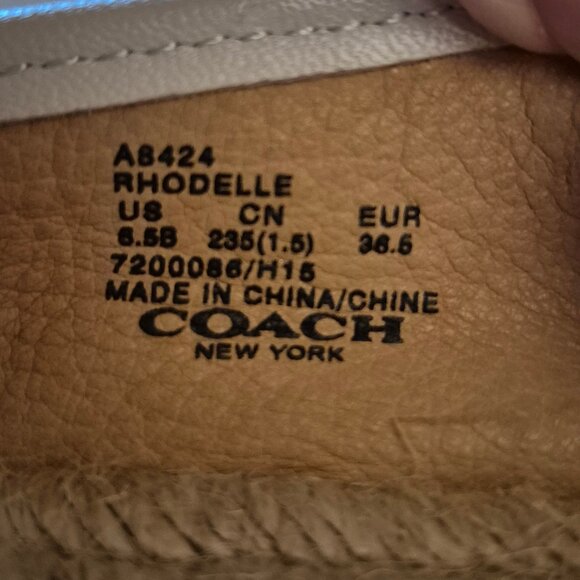 A8424
RHODELLE
US CN EUR
6.5B 235(1.5) 36.5
7200086/H15
MADE IN CHINA/CHINE
COACH
NEW YORK